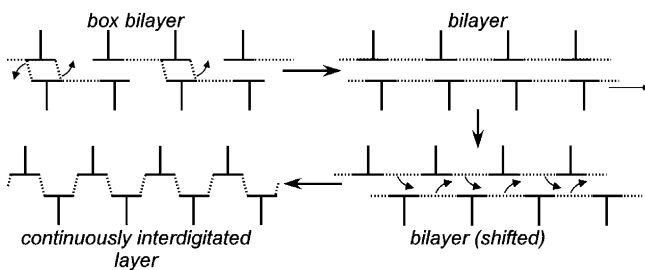 box bilayer
bilayer
continuously interdigitated
layer
bilayer (shifted)